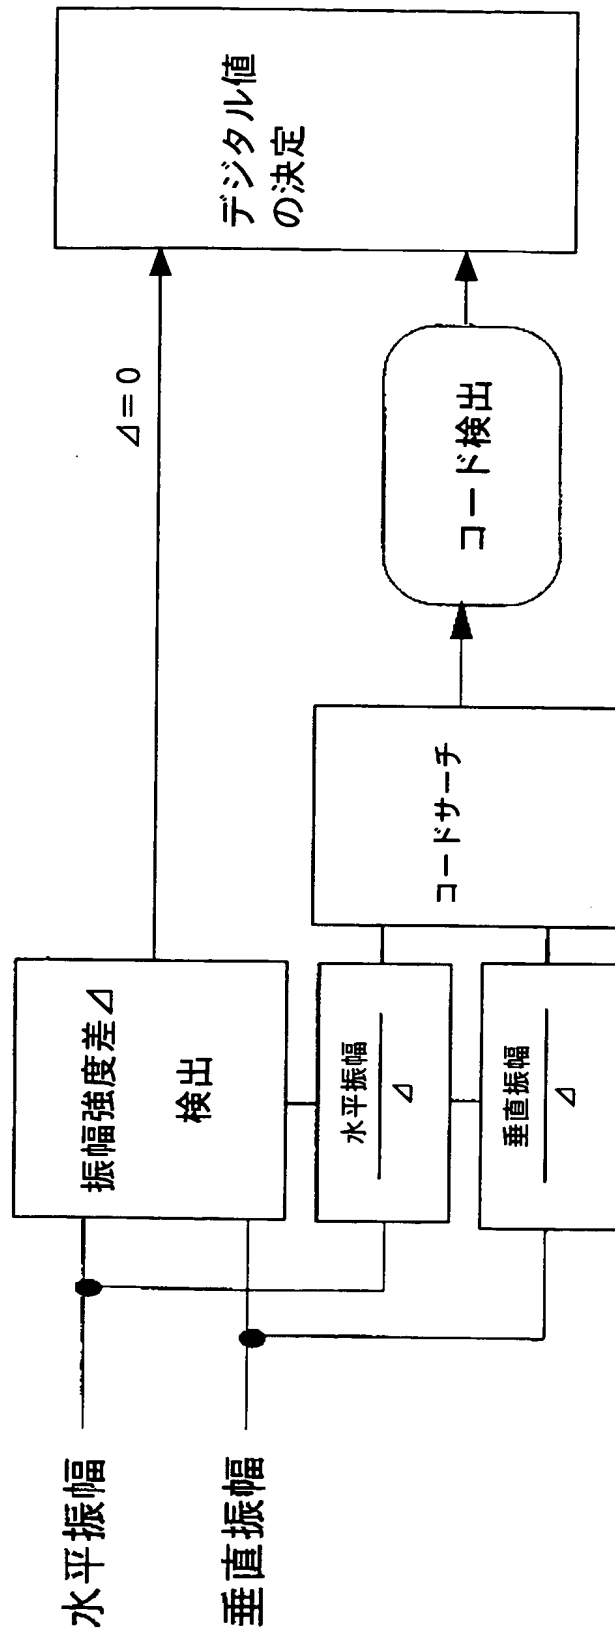 水平振幅
垂直振幅
振幅強度差⊿
検出
水平振幅
⊿
垂直振幅
⊿
コードサーチ
コード検出
⊿=0
デジタル値
の決定